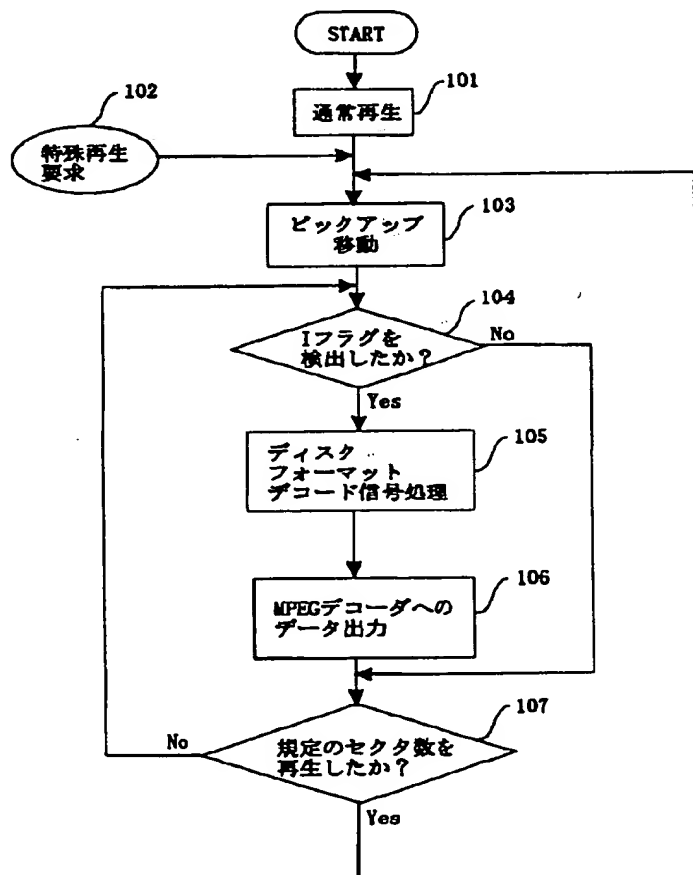 START
101
通常再生
102
特殊再生
要求
103
ピックアップ
移動
104
Iフラグを
検出したか？
No
Yes
105
ディスク
フォーマット
デコード信号処理
106
MPEGデコーダへの
データ出力
107
No
規定のセクタ数を
再生したか？
Yes